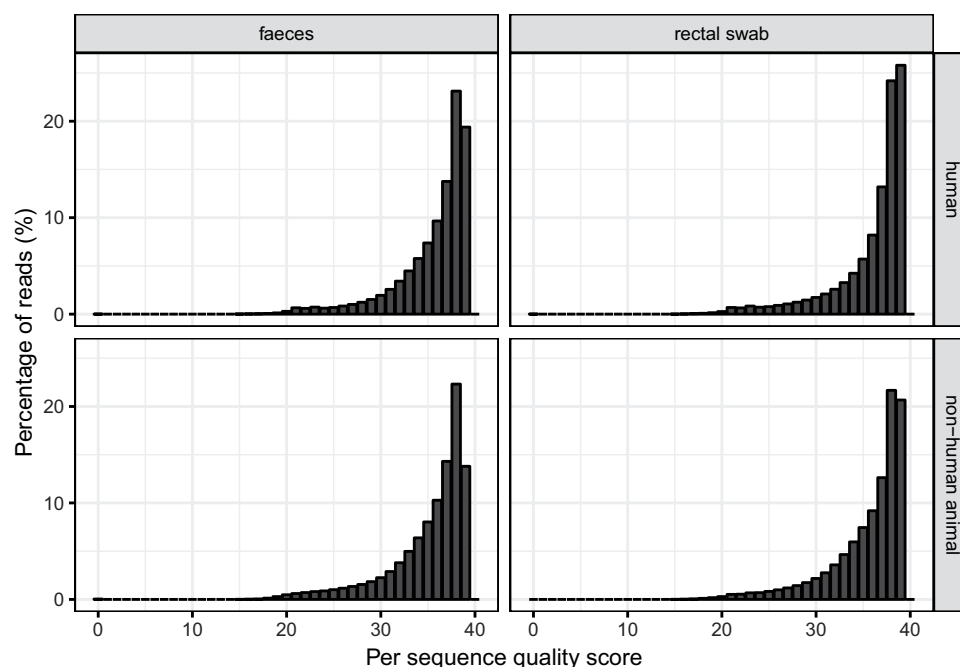 faeces
rectal swab
20
10
0
human
20
10
0
non−human animal
Percentage of reads (%)
0
10
20
30
40
0
10
20
30
40
Per sequence quality score